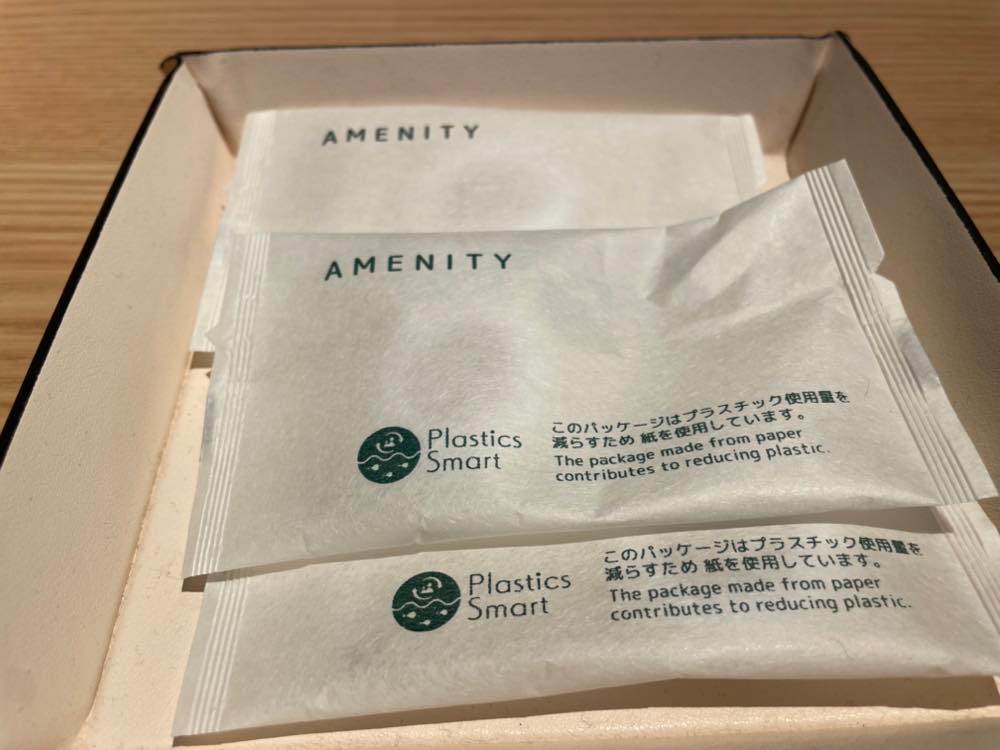 AMENITY
AMENITY
Plastics
Smart
このパッケージはプラスチック使用量を
減らすため 紙を使用しています。
The package made from paper
contributes to reducing plastic.
Plastics
Smart
このパッケージはプラスチック使用量を
減らすため 紙を使用しています。
The package made from paper
contributes to reducing plastic.